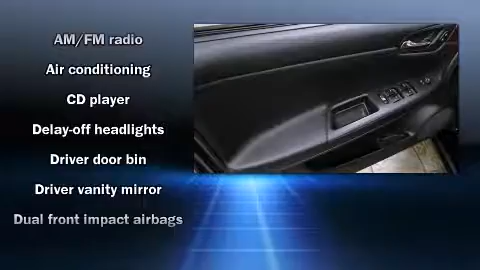 AM/FM radio
Air conditioning
CD player
Delay-off headlights
Driver door bin
Driver vanity mirror
Dual front impact airbags